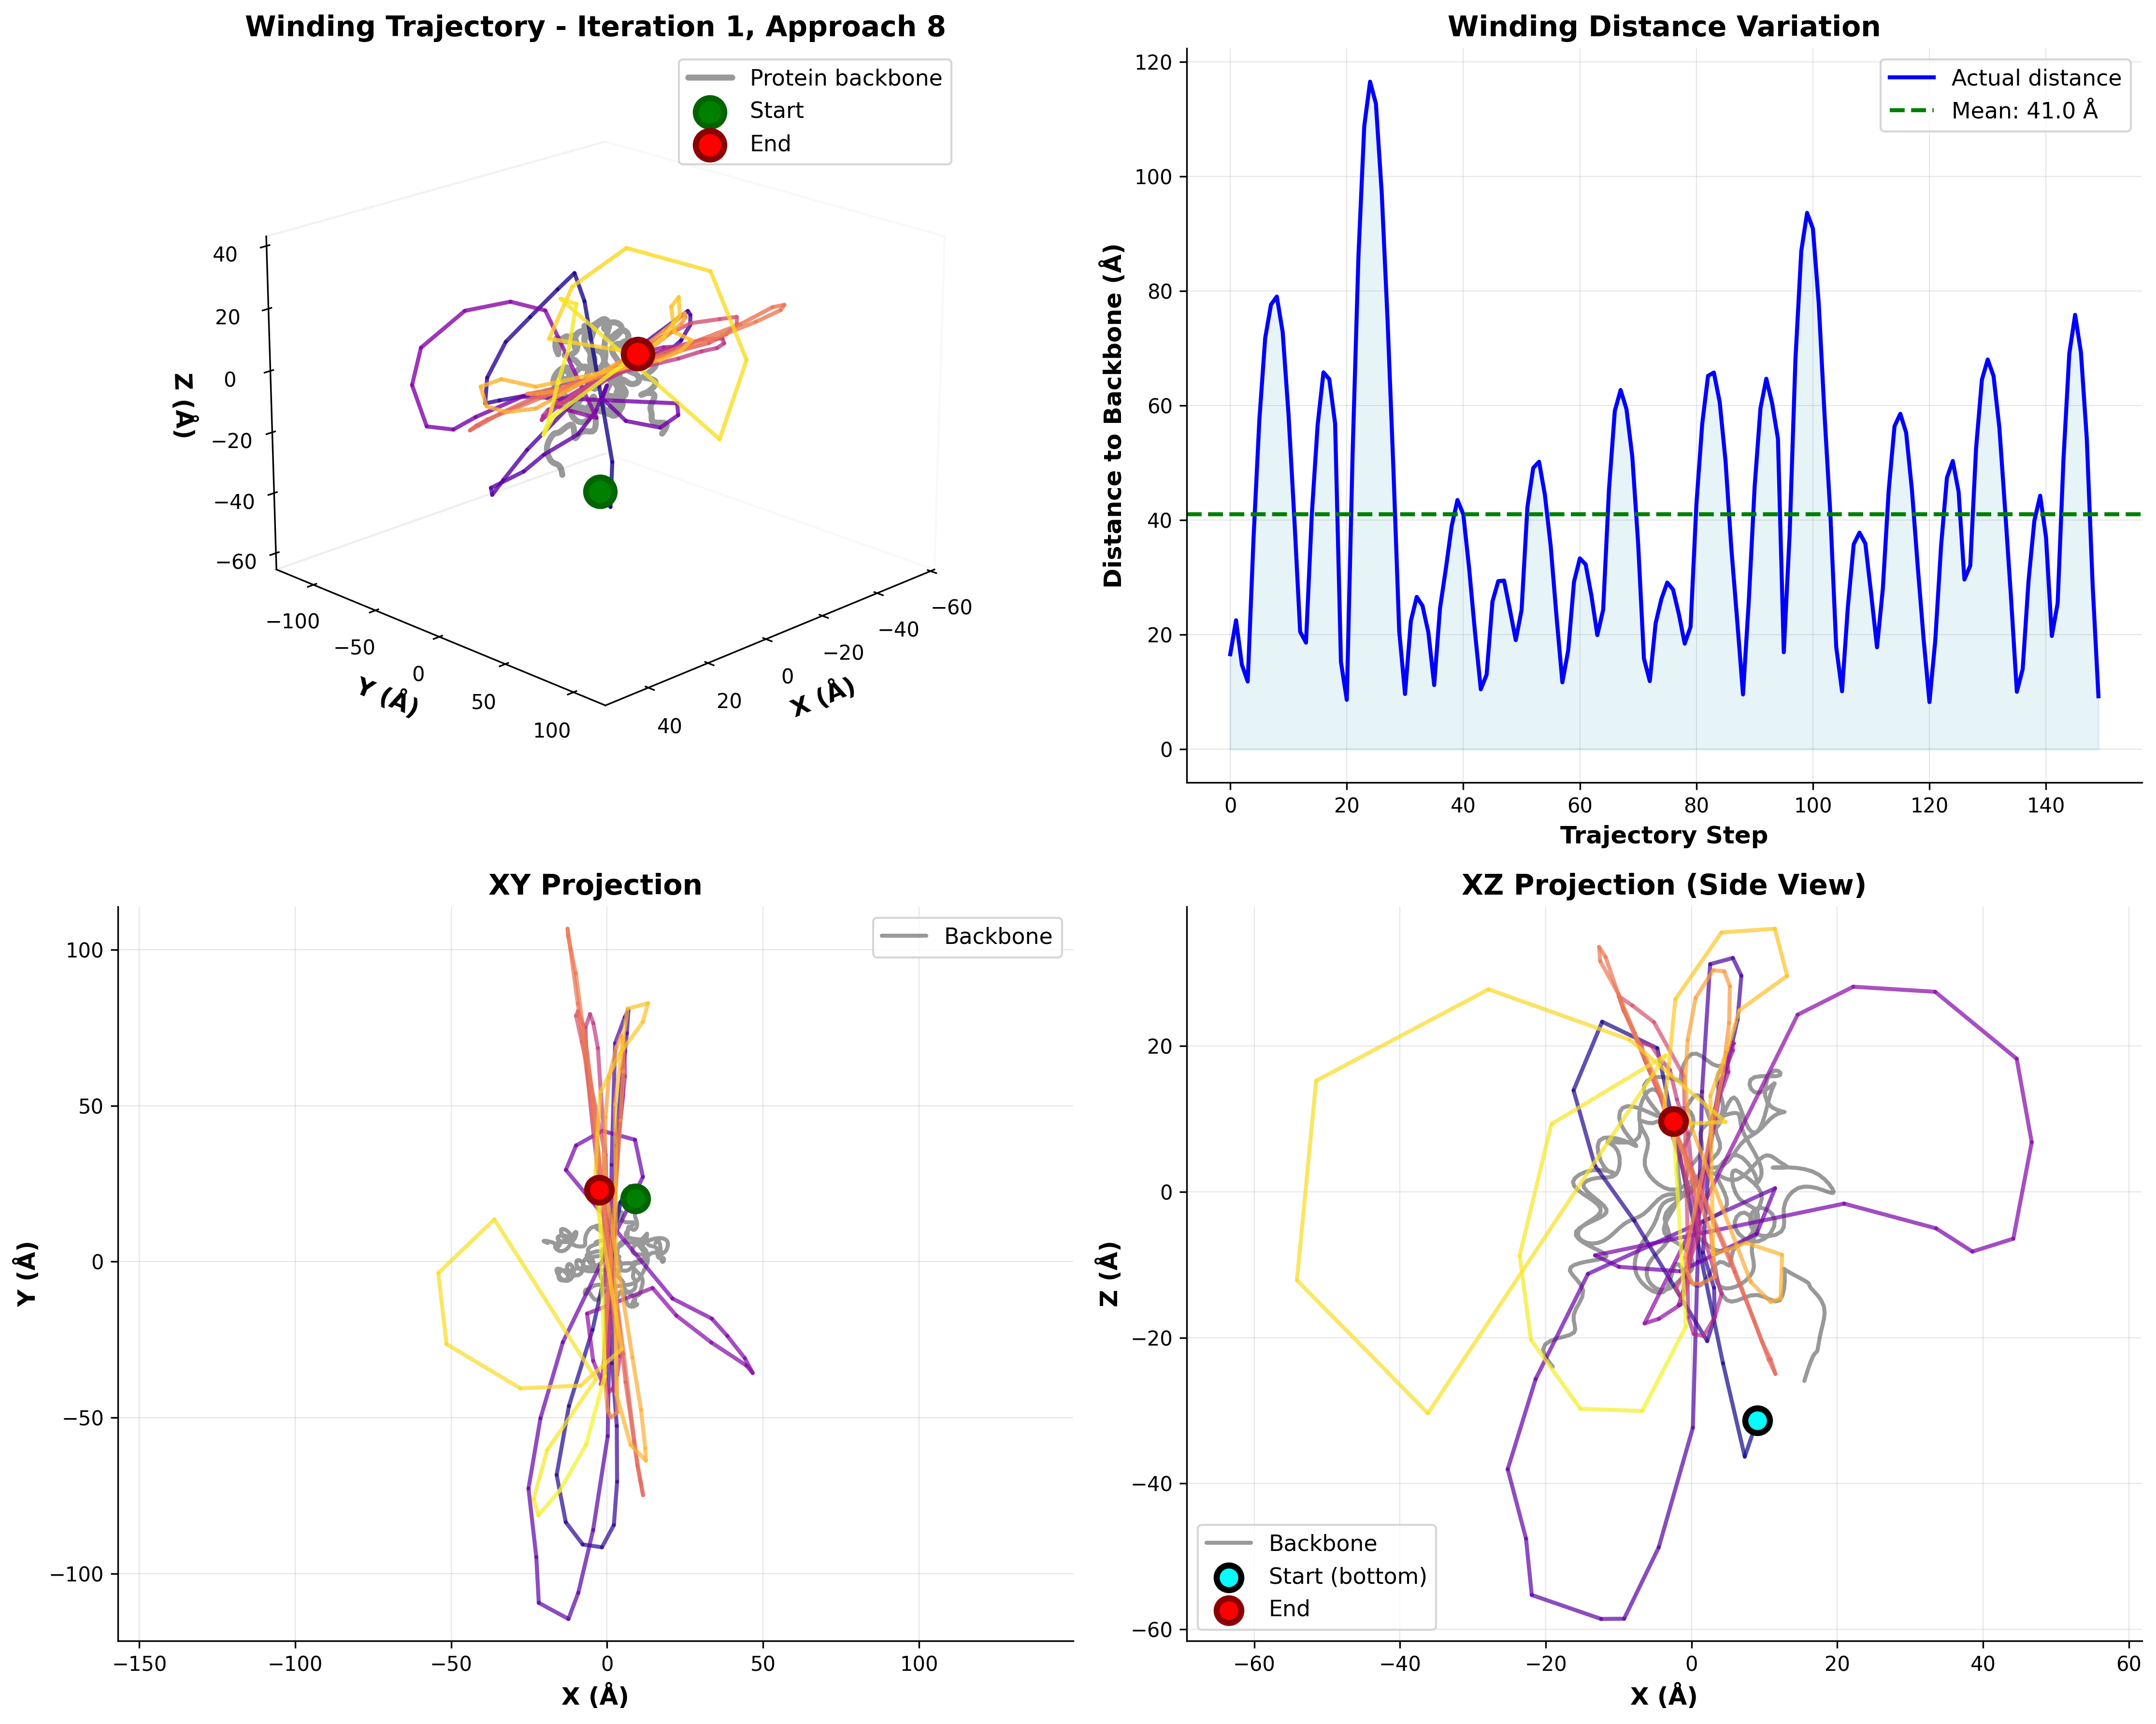 Winding Trajectory - Iteration 1, Approach 8
Protein backbone
Start
End
40
20
0
−20
−40
−60
Z (Å)
−100
−50
0
50
100
Y (Å)
40
20
0
−20
−40
−60
X (Å)
Winding Distance Variation
Actual distance
Mean: 41.0 Å
120
100
80
60
40
20
0
Distance to Backbone (Å)
0 20 40 60 80 100 120 140
Trajectory Step
XY Projection
Backbone
100
50
0
−50
−100
Y (Å)
−150 −100 −50 0 50 100
X (Å)
XZ Projection (Side View)
20
0
−20
−40
−60
Z (Å)
Backbone
Start (bottom)
End
−60 −40 −20 0 20 40 60
X (Å)